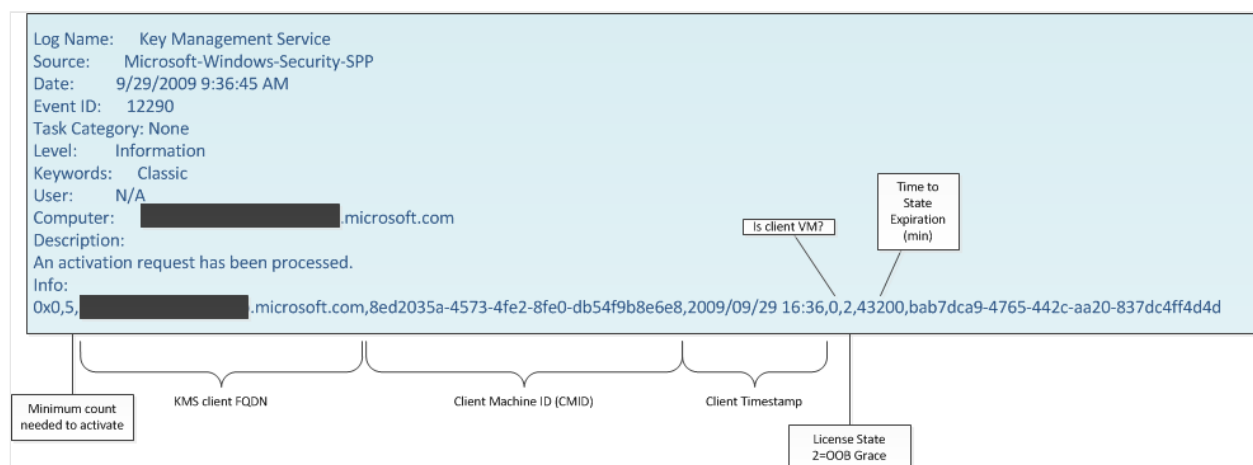 Log Name: Key Management Service
Source: Microsoft-Windows-Security-SPP
Date: 9/29/2009 9:36:45 AM
Event ID: 12290
Task Category: None
Level: Information
Keywords: Classic
User: N/A
Computer: .microsoft.com
Description:
An activation request has been processed.
Info:
0x0,5, .microsoft.com,8ed2035a-4573-4fe2-8fe0-db54f9b8e6e8,2009/09/29 16:36,0,2,43200,bab7dca9-4765-442c-aa20-837dc4ff4d4d
Is client VM?
Time to
State
Expiration
(min)
Minimum count
needed to activate
KMS client FQDN
Client Machine ID (CMID)
Client Timestamp
License State
2=OOB Grace